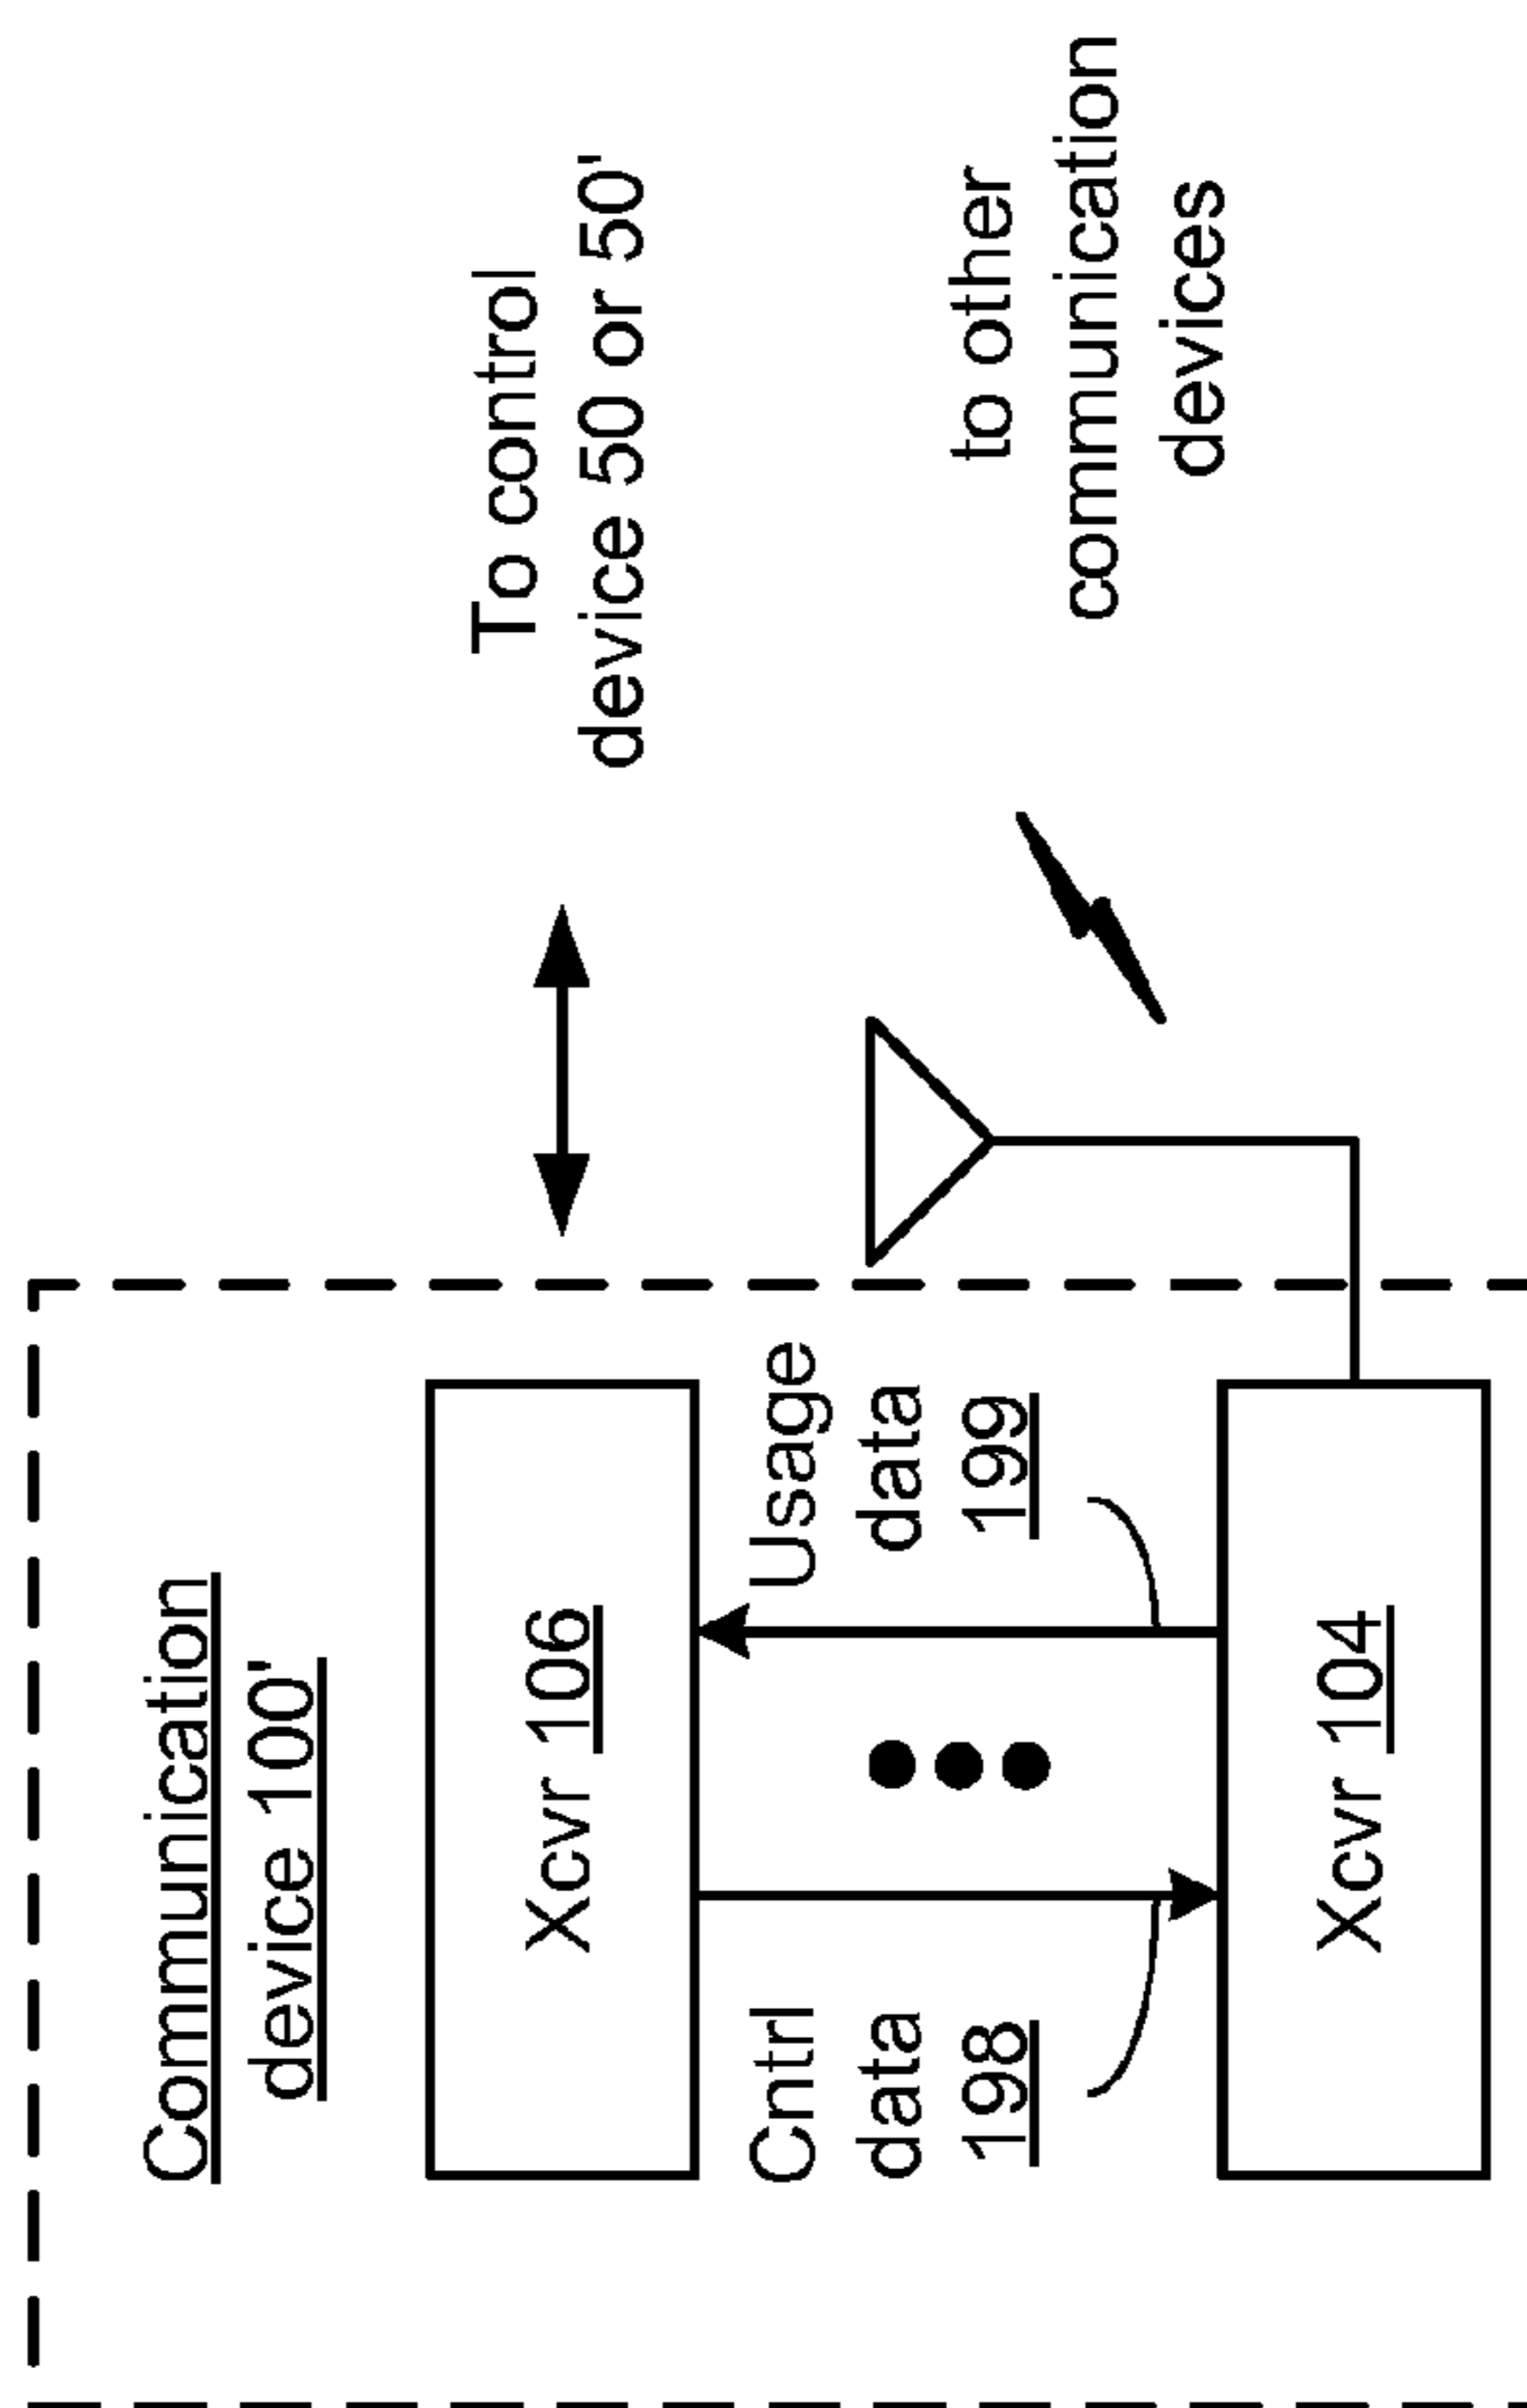 Communication
device 100'
Xcvr 106
Cntrl
data
198
Usage
data
199
Xcvr 104
To control
device 50 or 50'
to other
communication
devices